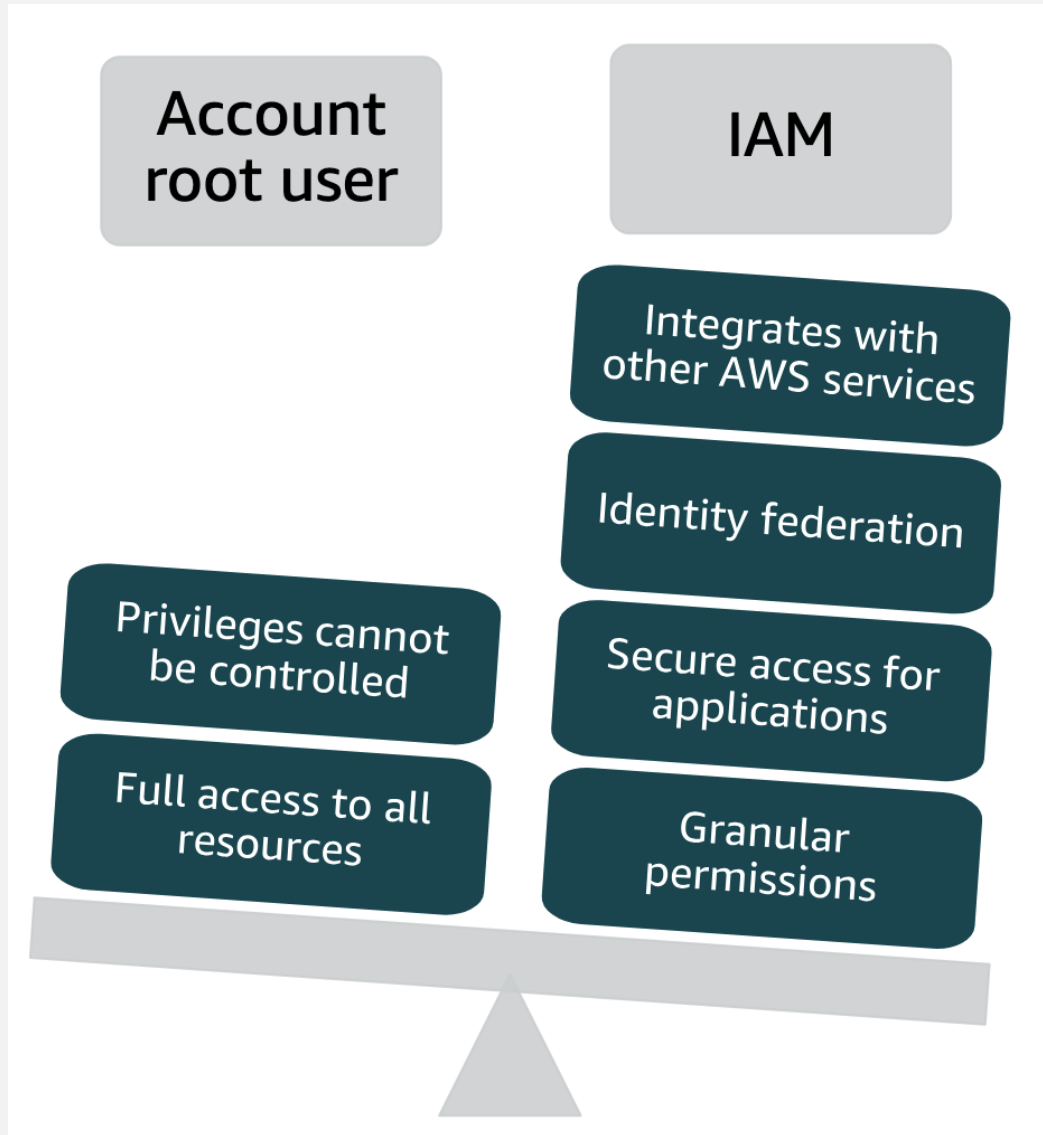 Account
root user
IAM
Privileges cannot
be controlled
Full access to all
resources
Integrates with
other AWS services
Identity federation
Secure access for
applications
Granular
permissions